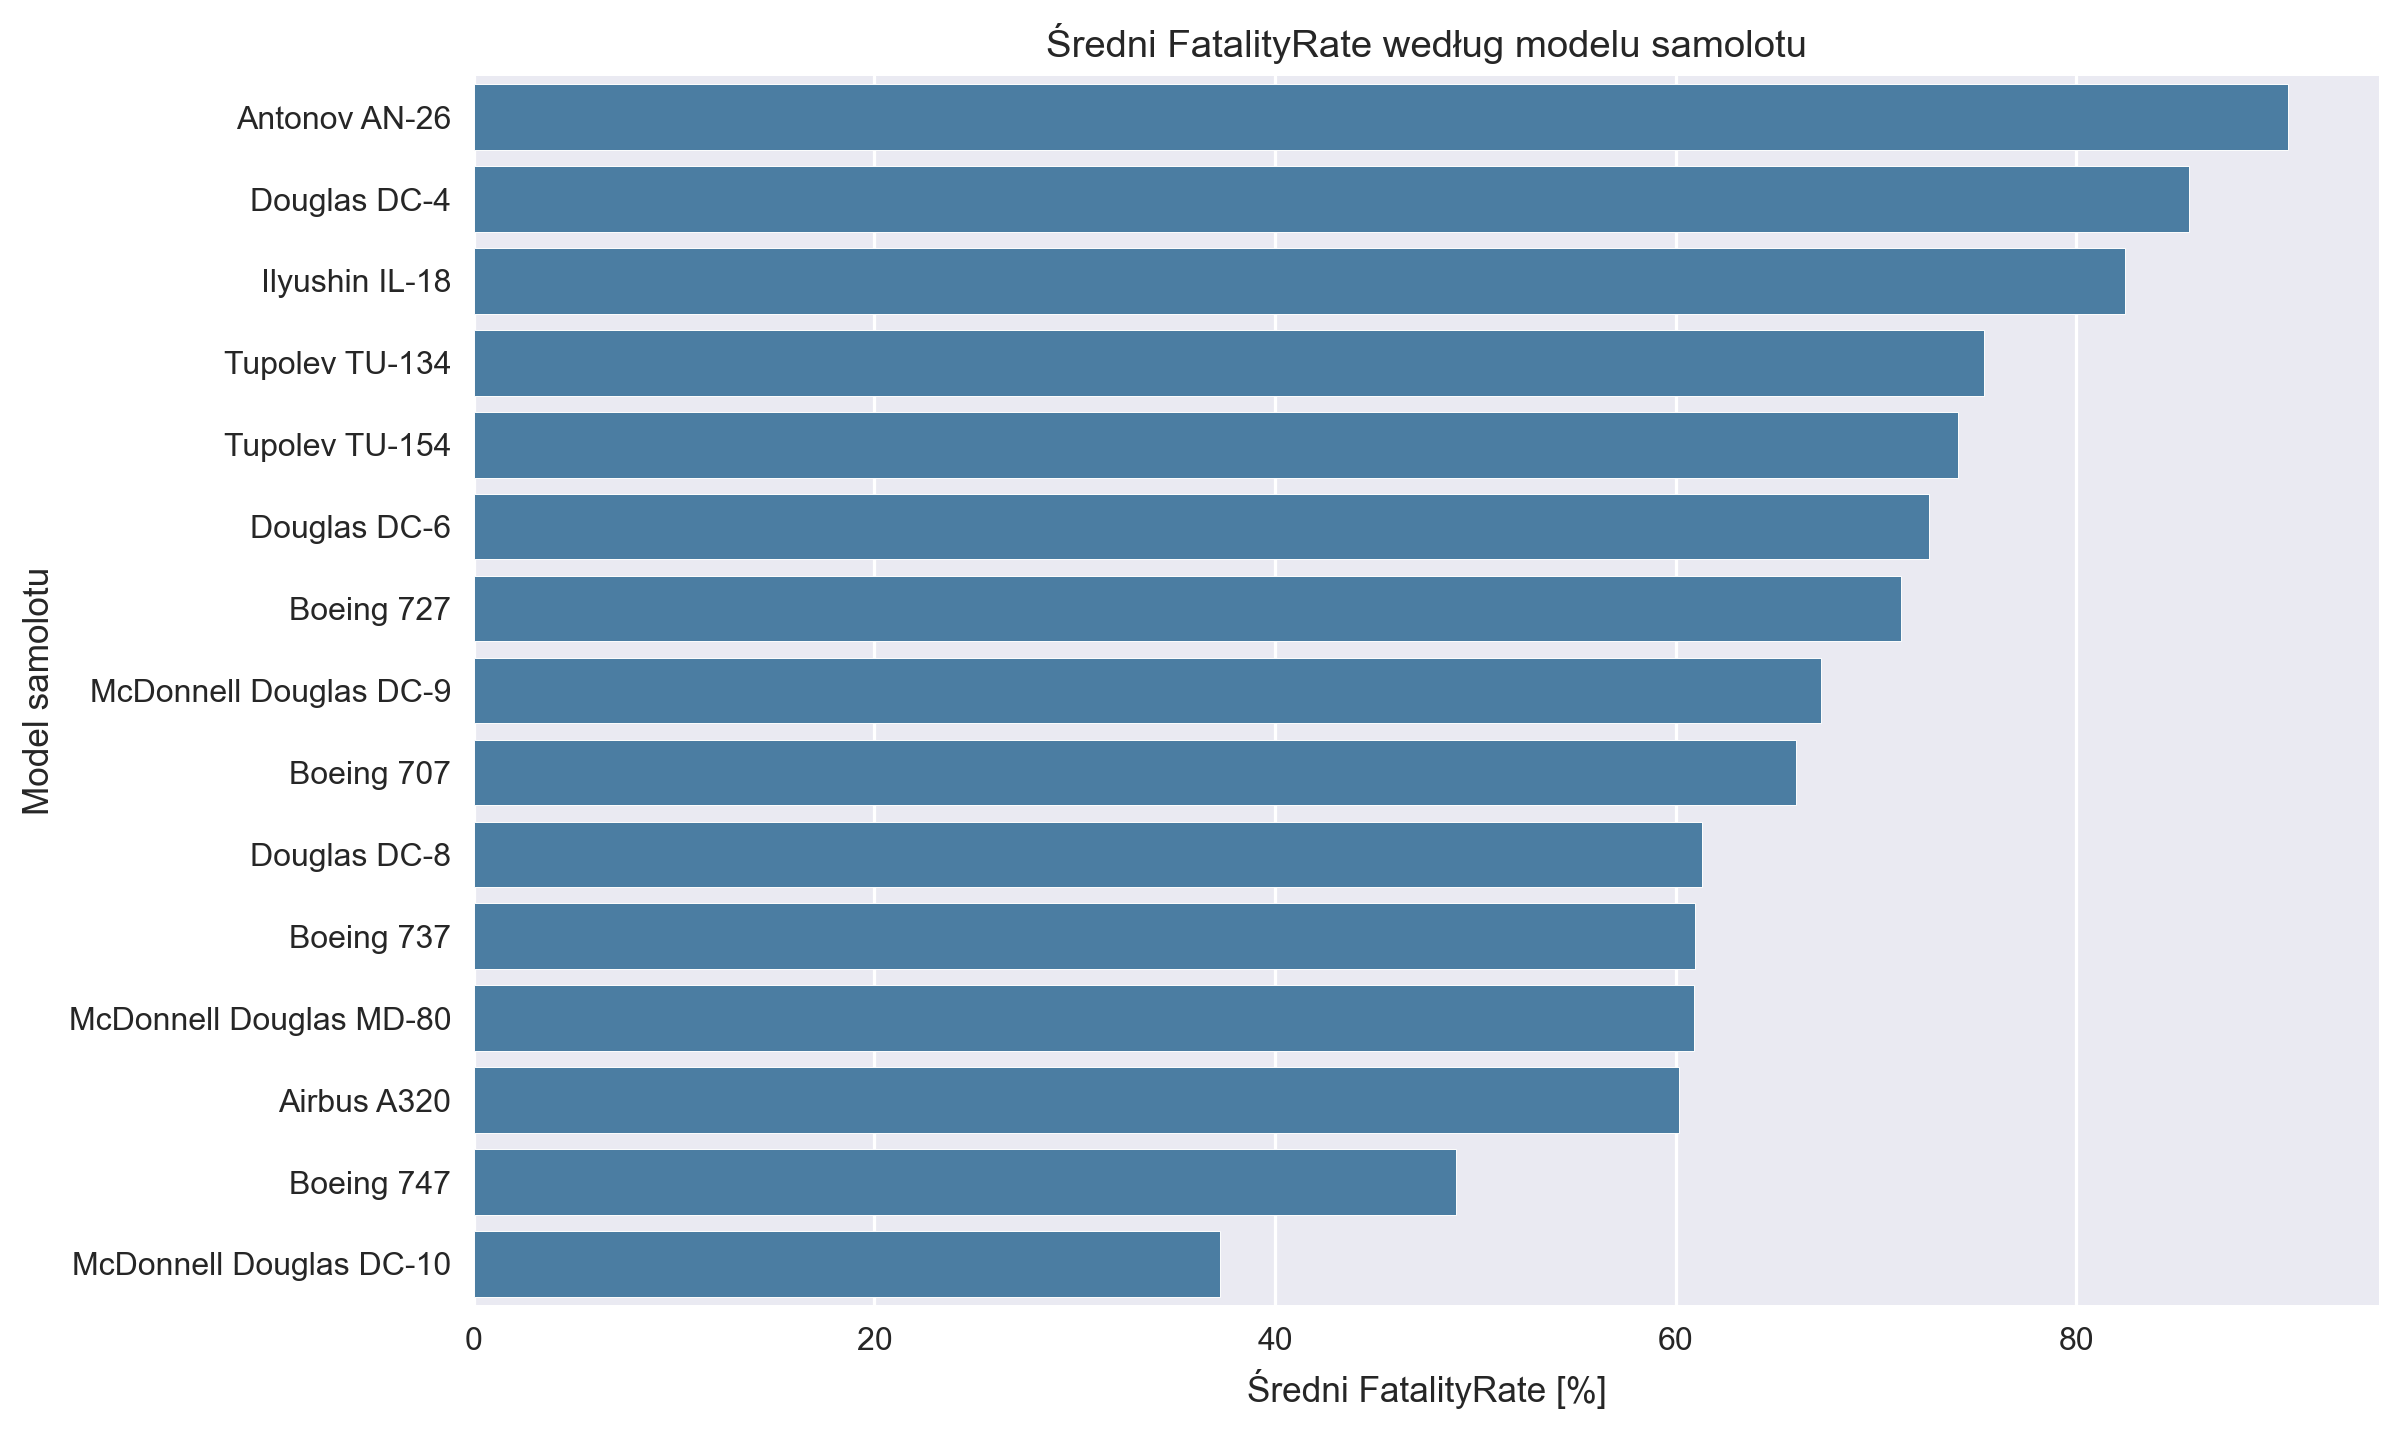 Średni FatalityRate według modelu samolotu
Model samolotu
Antonov AN-26
Douglas DC-4
Ilyushin IL-18
Tupolev TU-134
Tupolev TU-154
Douglas DC-6
Boeing 727
McDonnell Douglas DC-9
Boeing 707
Douglas DC-8
Boeing 737
McDonnell Douglas MD-80
Airbus A320
Boeing 747
McDonnell Douglas DC-10
0 20 40 60 80
Średni FatalityRate [%]